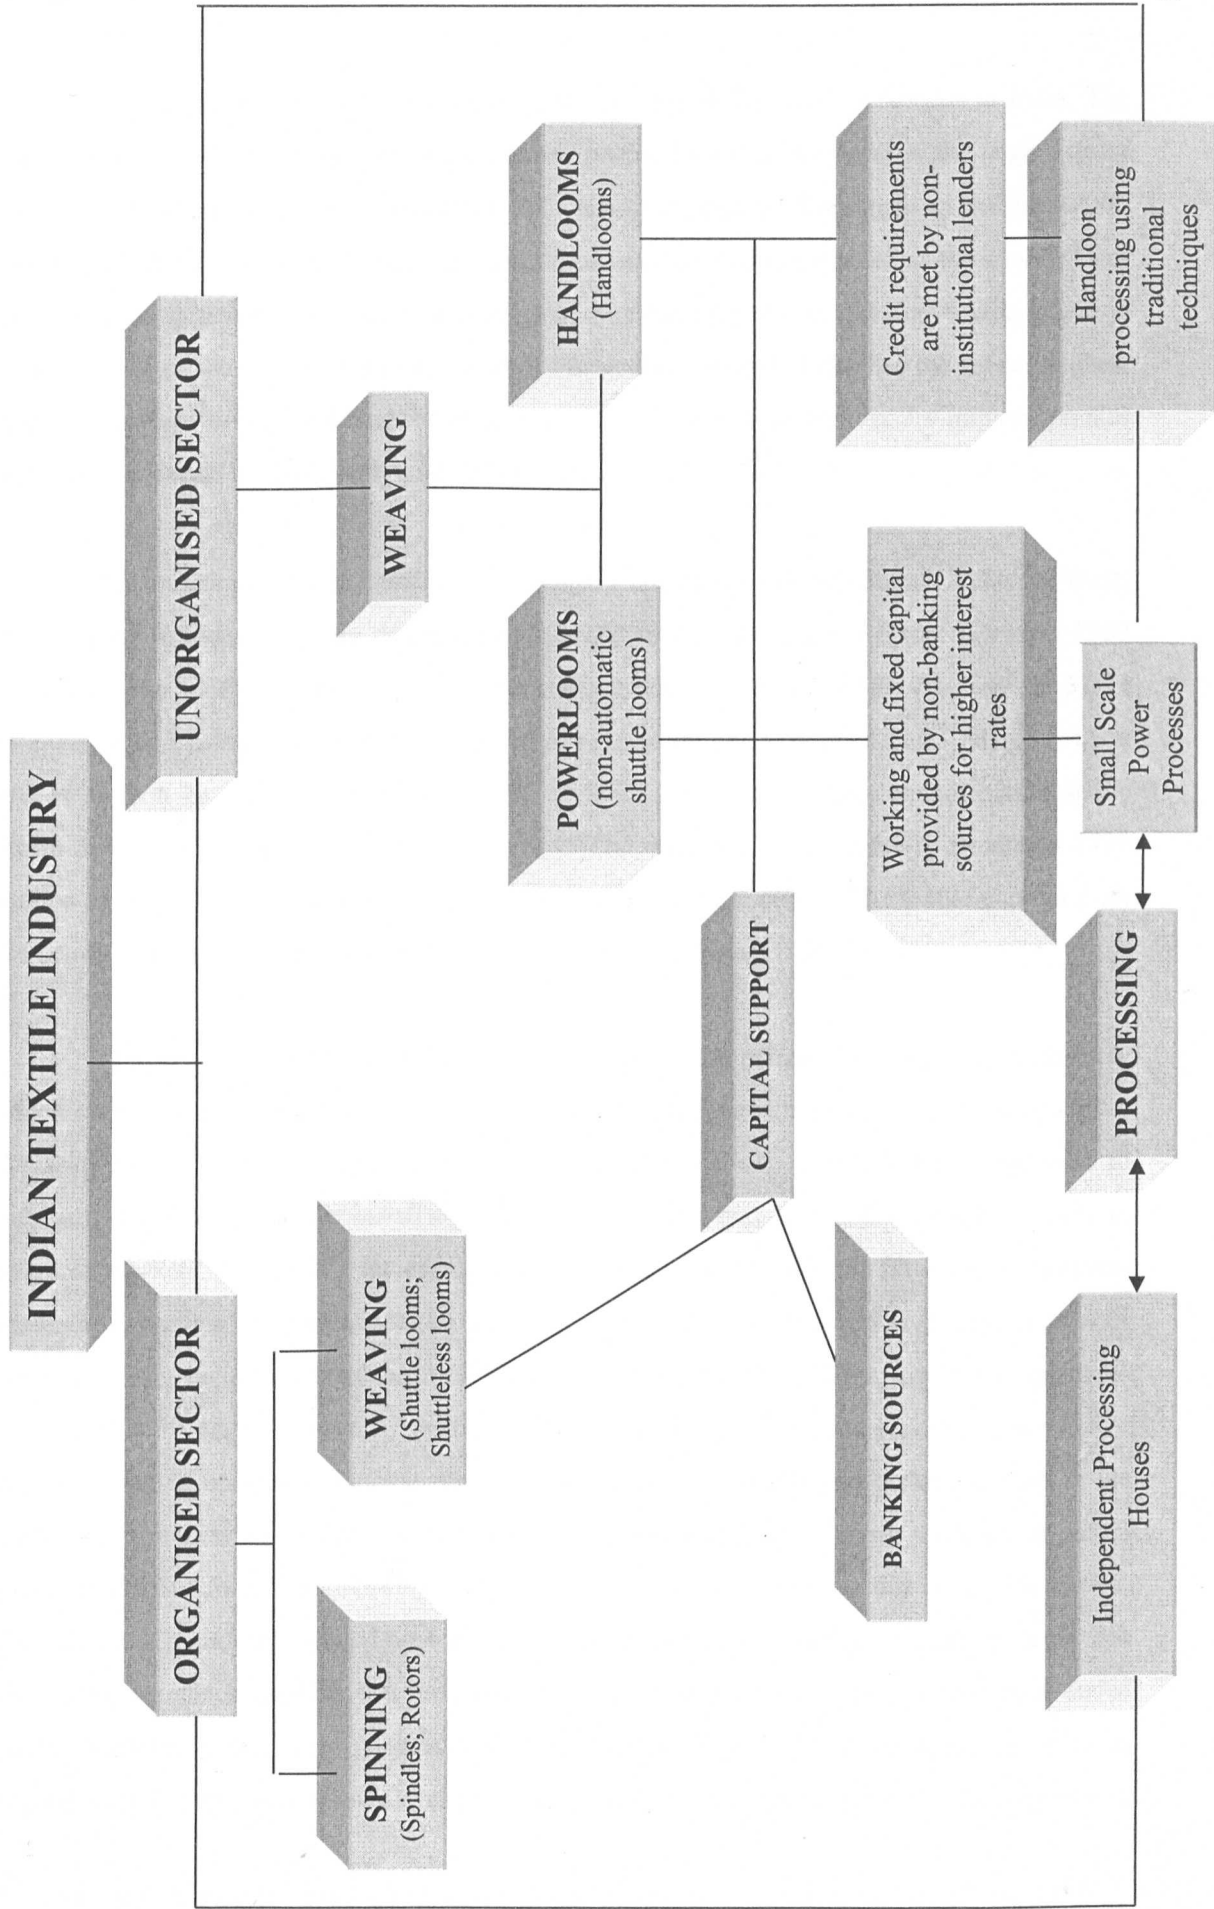 INDIAN TEXTILE INDUSTRY
ORGANISED SECTOR
UNORGANISED SECTOR
SPINNING
(Spindles; Rotors)
WEAVING
(Shuttle looms;
Shuttleless looms)
WEAVING
POWERLOOMS
(non-automatic
shuttle looms)
HANDLOOMS
(Handlooms)
CAPITAL SUPPORT
BANKING SOURCES
Working and fixed capital
provided by non-banking
sources for higher interest
rates
Credit requirements
are met by non-
institutional lenders
Independent Processing
Houses
PROCESSING
Small Scale
Power
Processes
Handloon
processing using
traditional
techniques